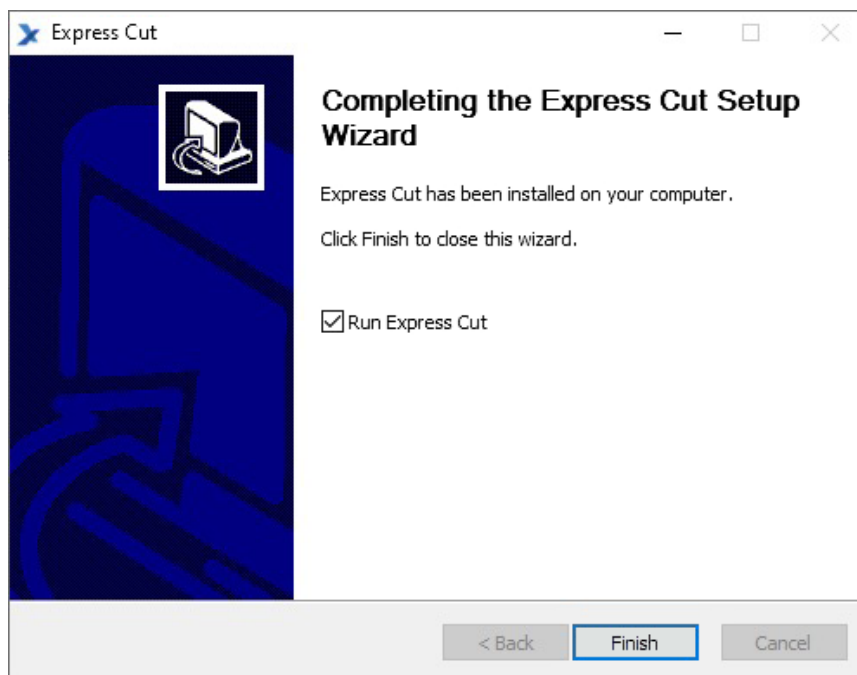 Express Cut
Completing the Express Cut Setup
Wizard
Express Cut has been installed on your computer.
Click Finish to close this wizard.
Run Express Cut
< Back
Finish
Cancel